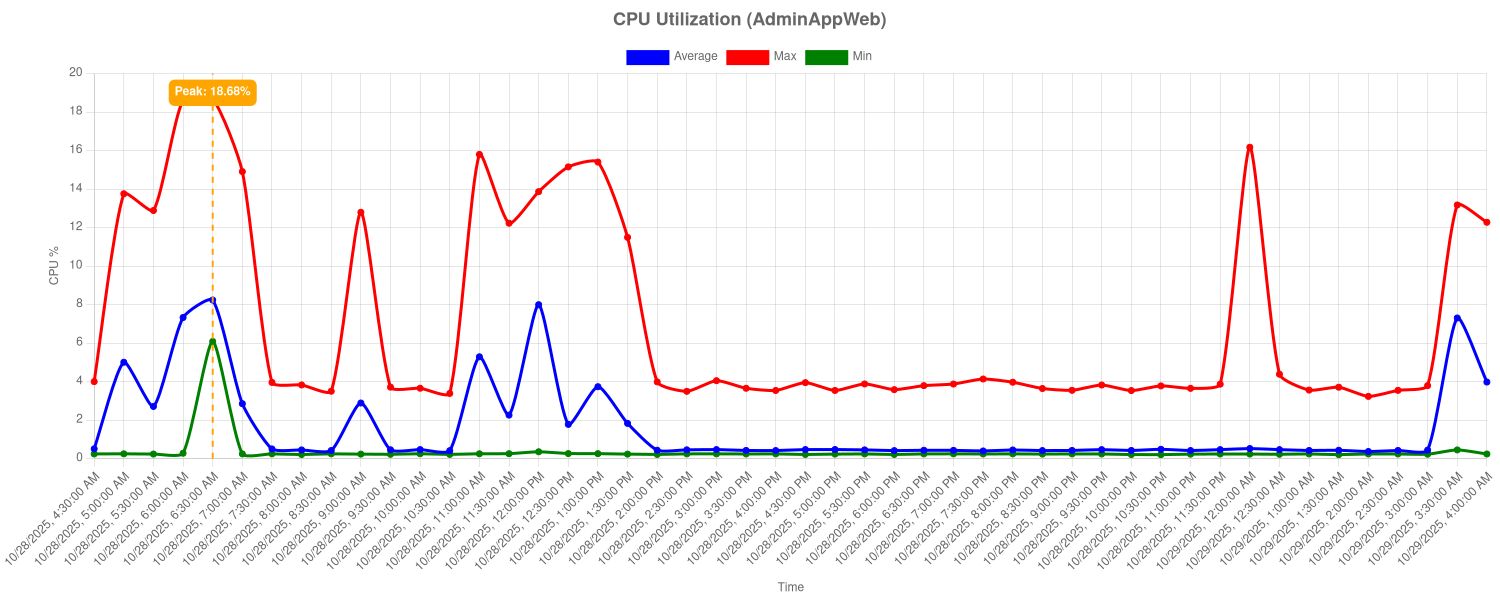 CPU Utilization (AdminAppWeb)
Average
Max
Min
20
Peak: 18.68%
18
16
14
12
10
8
6
4
2
0
CPU %
10/28/2025, 4:30:00 AM
10/28/2025, 5:00:00 AM
10/28/2025, 5:30:00 AM
10/28/2025, 6:00:00 AM
10/28/2025, 6:30:00 AM
10/28/2025, 7:00:00 AM
10/28/2025, 7:30:00 AM
10/28/2025, 8:00:00 AM
10/28/2025, 8:30:00 AM
10/28/2025, 9:00:00 AM
10/28/2025, 9:30:00 AM
10/28/2025, 10:00:00 AM
10/28/2025, 10:30:00 AM
10/28/2025, 11:00:00 AM
10/28/2025, 11:30:00 AM
10/28/2025, 12:00:00 PM
10/28/2025, 12:30:00 PM
10/28/2025, 1:00:00 PM
10/28/2025, 1:30:00 PM
10/28/2025, 2:00:00 PM
10/28/2025, 2:30:00 PM
10/28/2025, 3:00:00 PM
10/28/2025, 3:30:00 PM
10/28/2025, 4:00:00 PM
10/28/2025, 4:30:00 PM
10/28/2025, 5:00:00 PM
10/28/2025, 5:30:00 PM
10/28/2025, 6:00:00 PM
10/28/2025, 6:30:00 PM
10/28/2025, 7:00:00 PM
10/28/2025, 7:30:00 PM
10/28/2025, 8:00:00 PM
10/28/2025, 8:30:00 PM
10/28/2025, 9:00:00 PM
10/28/2025, 9:30:00 PM
10/28/2025, 10:00:00 PM
10/28/2025, 10:30:00 PM
10/28/2025, 11:00:00 PM
10/28/2025, 11:30:00 PM
10/29/2025, 12:00:00 AM
10/29/2025, 12:30:00 AM
10/29/2025, 1:00:00 AM
10/29/2025, 1:30:00 AM
10/29/2025, 2:00:00 AM
10/29/2025, 2:30:00 AM
10/29/2025, 3:00:00 AM
10/29/2025, 3:30:00 AM
10/29/2025, 4:00:00 AM
Time